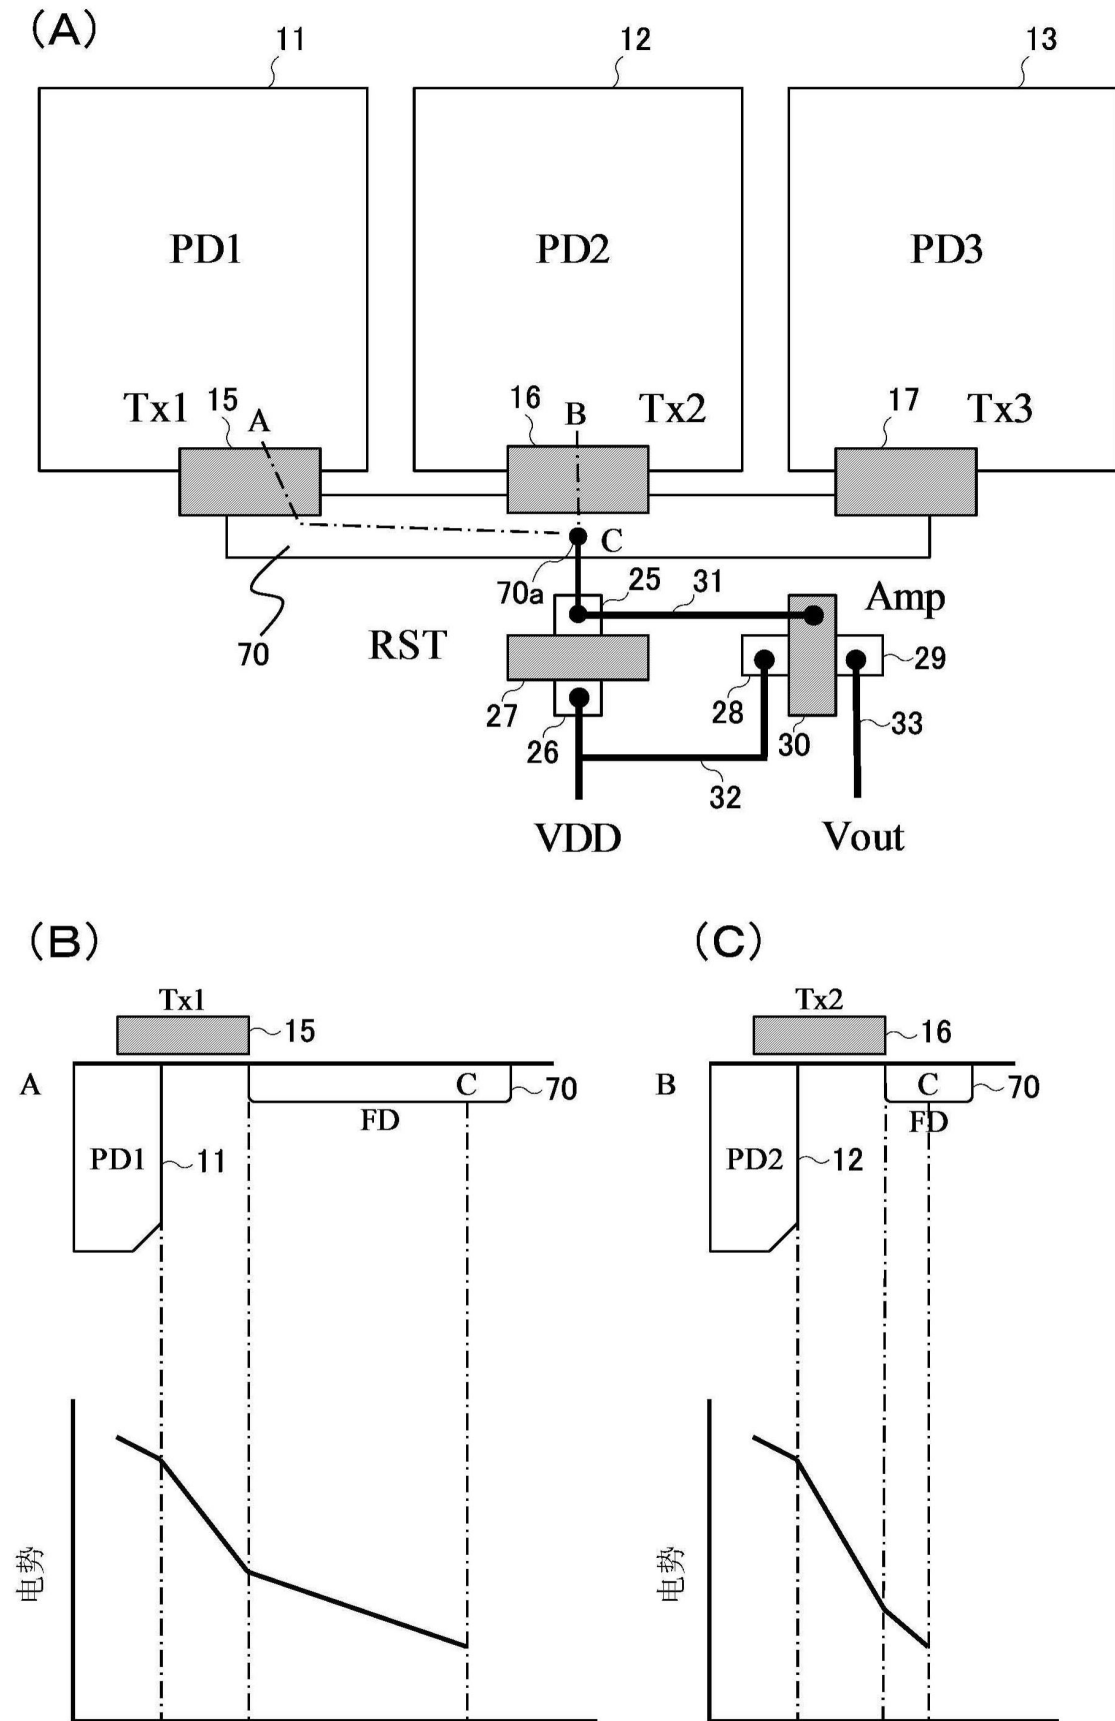 (A)
11
12
13
PD1
PD2
PD3
Tx1
15
A
16
B
Tx2
17
Tx3
C
70a
25
31
Amp
70
RST
27
26
28
30
29
33
32
VDD
Vout
(B)
(C)
Tx1
15
A
C
70
FD
PD1
11
电势
Tx2
16
B
C
70
FD
PD2
12
电势